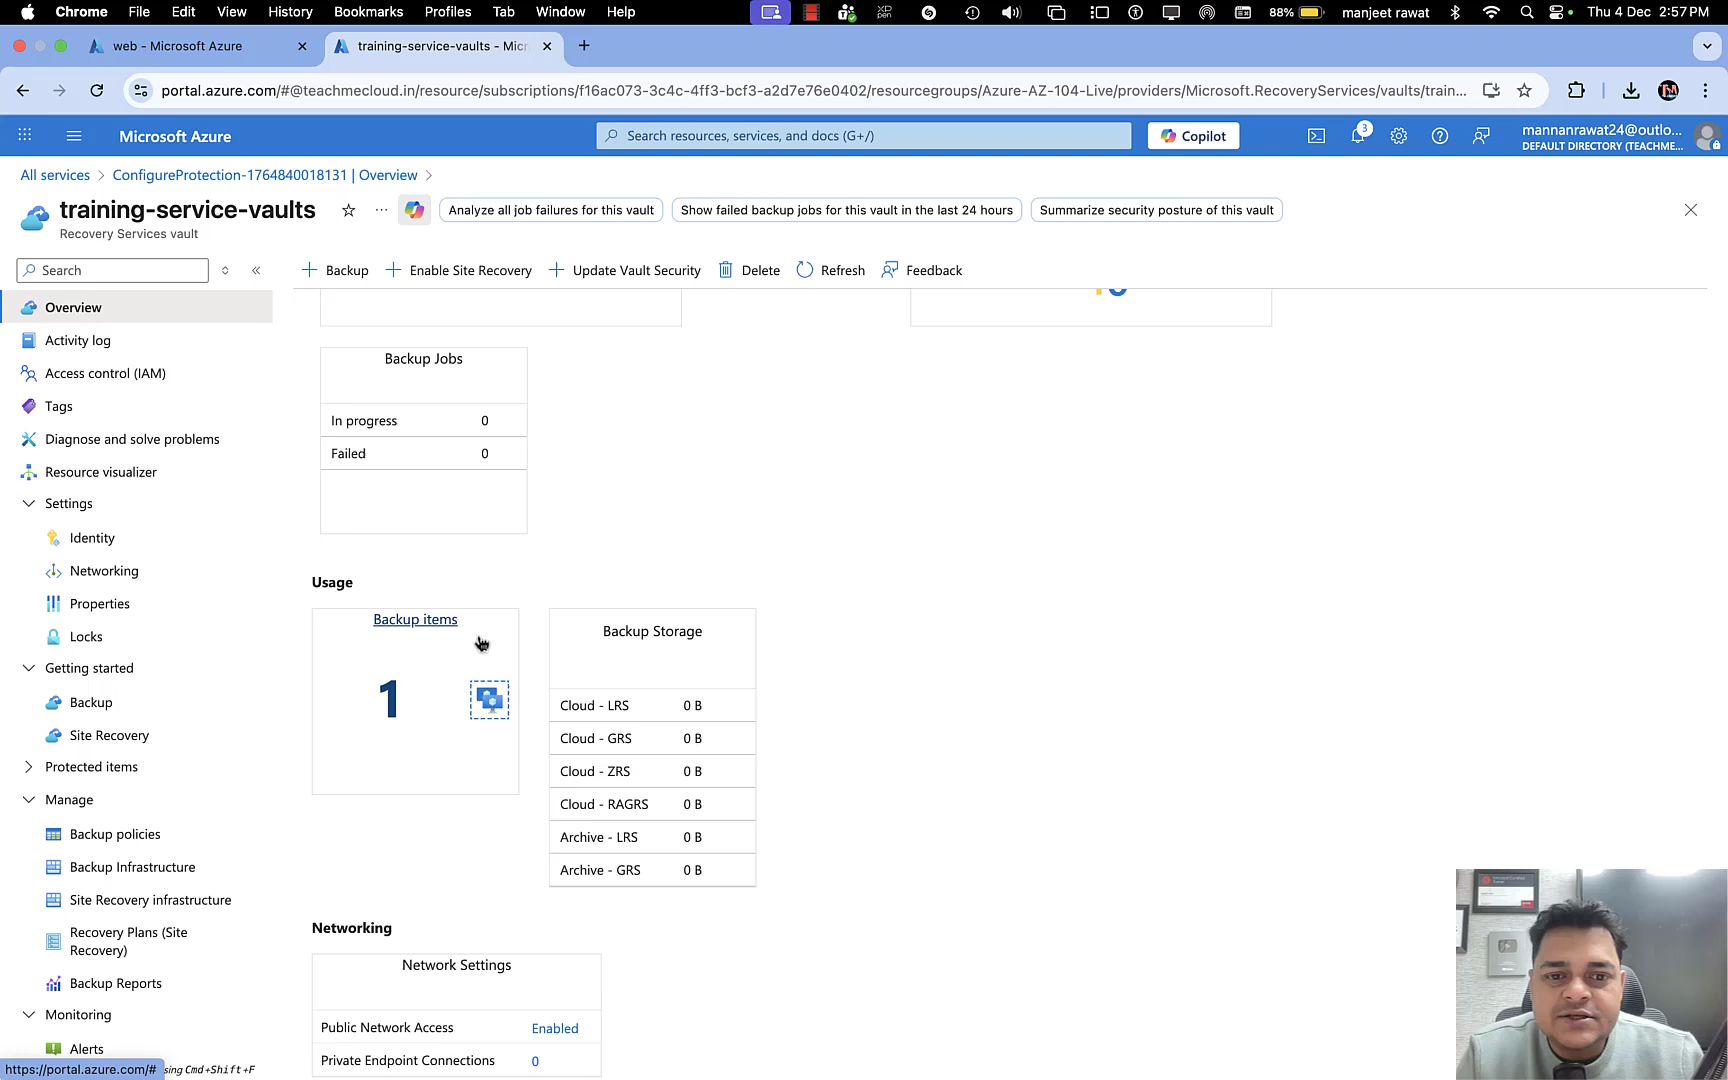 Chrome File Edit View History Bookmarks Profiles Tab Window Help 88% manjeet rawat Thu 4 Dec 2:57 PM
web - Microsoft Azure
training-service-vaults - Micr
portal.azure.com/#@teachmecloud.in/resource/subscriptions/f16ac073-3c4c-4ff3-bcf3-a2d7e76e0402/resourcegroups/Azure-AZ-104-Live/providers/Microsoft.RecoveryServices/vaults/train...
Microsoft Azure
Search resources, services, and docs (G+/)
Copilot
3
mannanrawat24@outlo...
DEFAULT DIRECTORY (TEACHME...
All services > ConfigureProtection-1764840018131 | Overview >
training-service-vaults
Recovery Services vault
Analyze all job failures for this vault
Show failed backup jobs for this vault in the last 24 hours
Summarize security posture of this vault
Search
Backup
Enable Site Recovery
Update Vault Security
Delete
Refresh
Feedback
Overview
Activity log
Access control (IAM)
Tags
Diagnose and solve problems
Resource visualizer
Settings
Identity
Networking
Properties
Locks
Getting started
Backup
Site Recovery
Protected items
Manage
Backup policies
Backup Infrastructure
Site Recovery infrastructure
Recovery Plans (Site
Recovery)
Backup Reports
Monitoring
Alerts
https://portal.azure.com/#
sing Cmd+Shift+F
Backup Jobs
In progress 0
Failed 0
Usage
Backup items
1
Backup Storage
Cloud - LRS 0 B
Cloud - GRS 0 B
Cloud - ZRS 0 B
Cloud - RAGRS 0 B
Archive - LRS 0 B
Archive - GRS 0 B
Networking
Network Settings
Public Network Access Enabled
Private Endpoint Connections 0